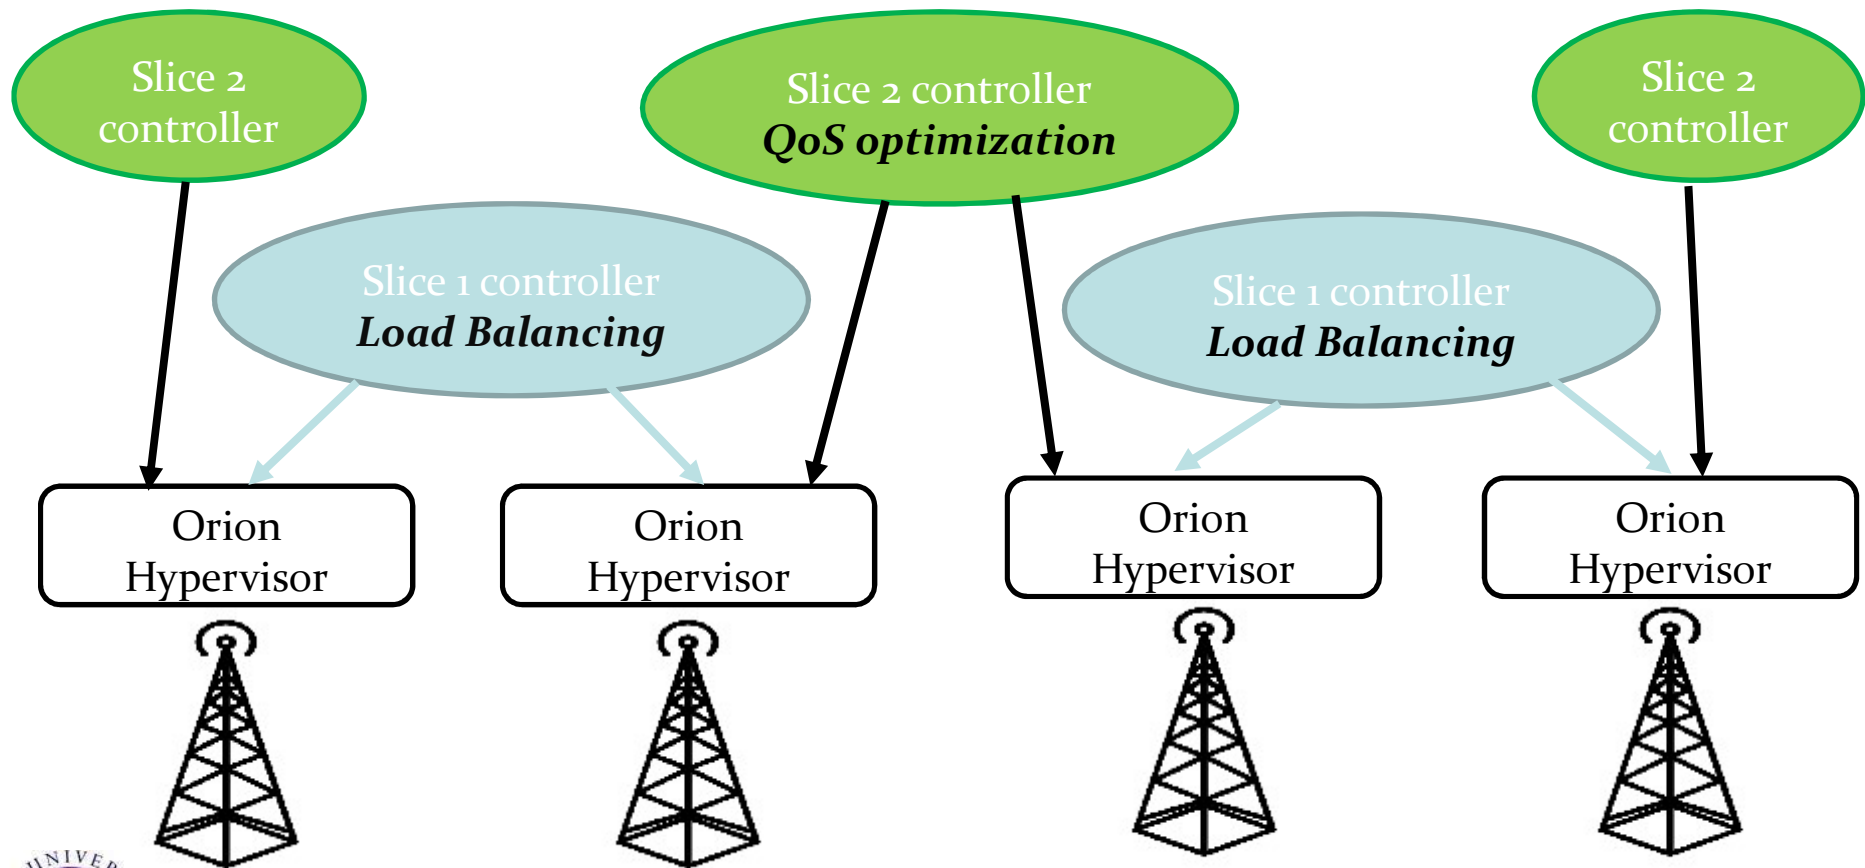 Slice 2
controller
Slice 2 controller
QoS optimization
Slice 2
controller
Slice 1 controller
Load Balancing
Slice 1 controller
Load Balancing
Orion
Hypervisor
Orion
Hypervisor
Orion
Hypervisor
Orion
Hypervisor